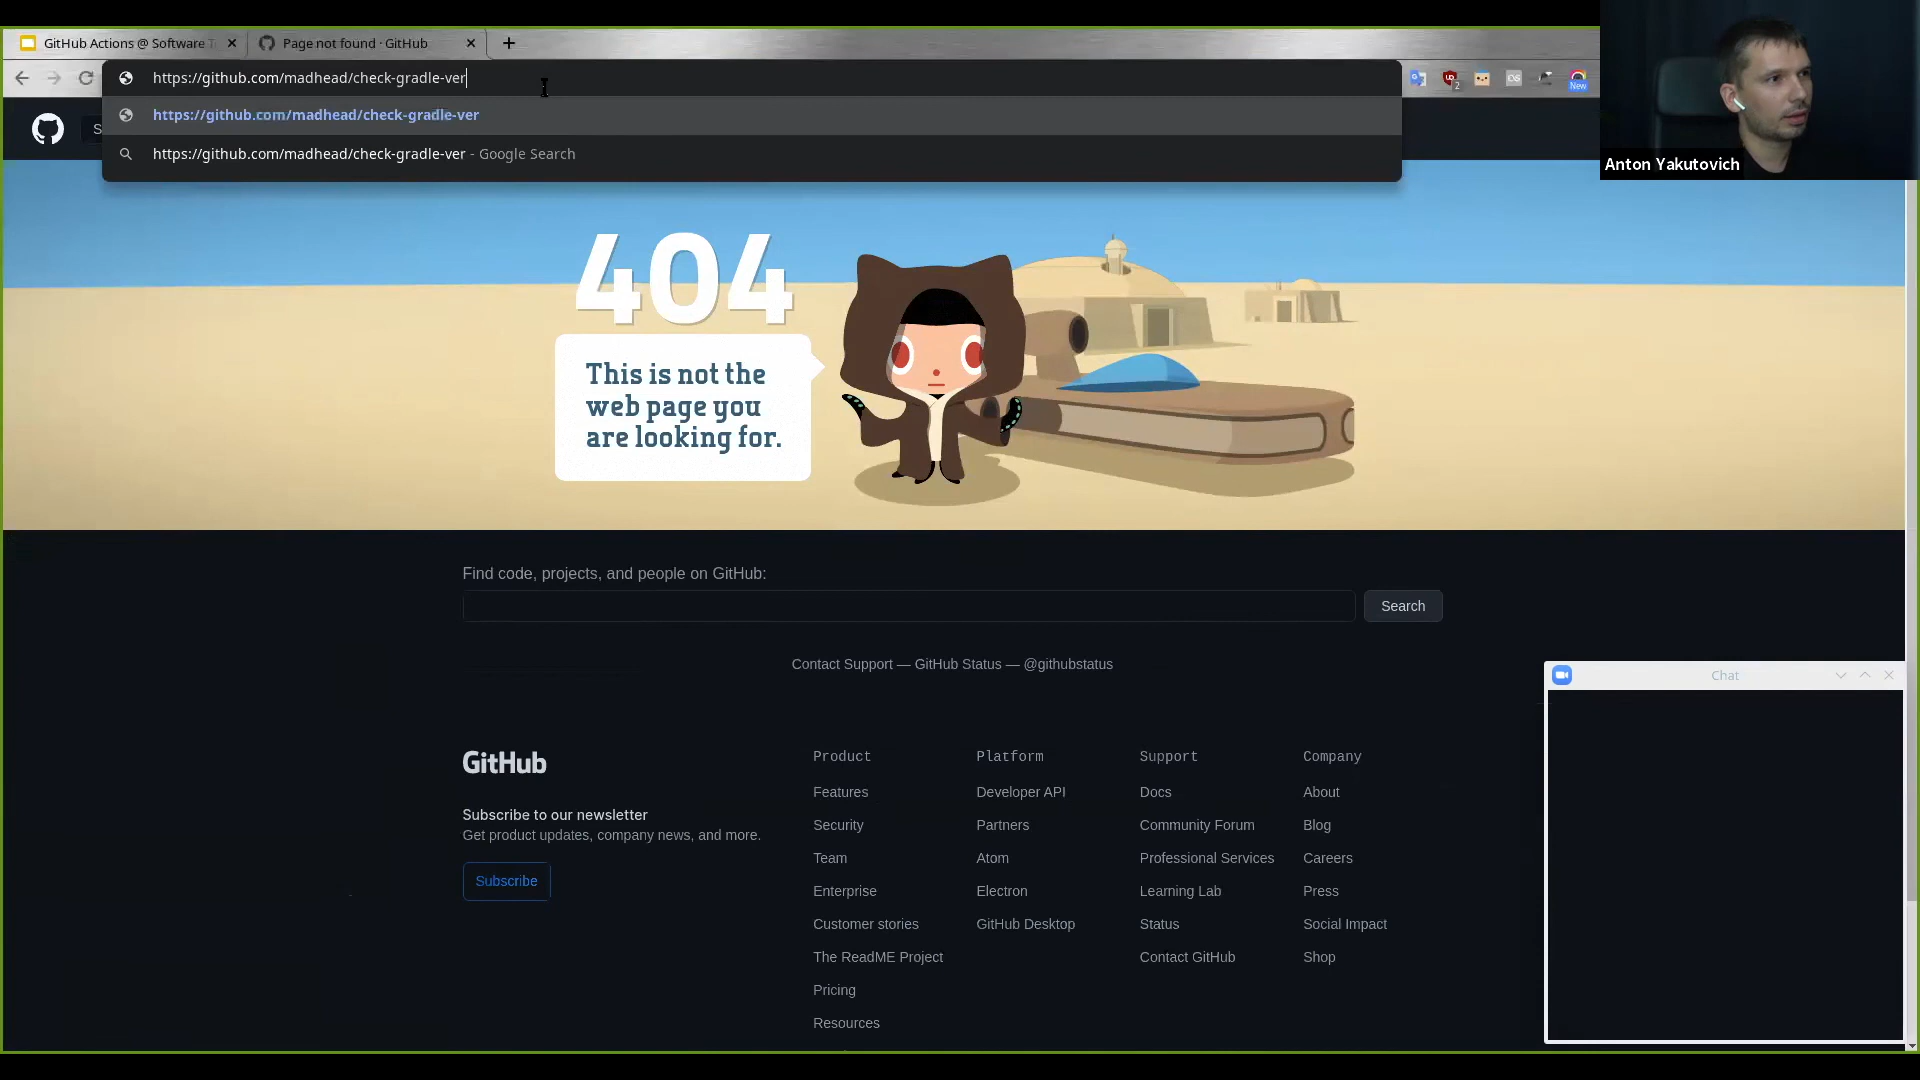 GitHub Actions @ Software T
Page not found · GitHub
https://github.com/madhead/check-gradle-ver
https://github.com/madhead/check-gradle-ver
https://github.com/madhead/check-gradle-ver - Google Search
2
New
S
Anton Yakutovich
404
This is not the
web page you
are looking for.
Find code, projects, and people on GitHub:
Search
Contact Support — GitHub Status — @githubstatus
Chat
GitHub
Subscribe to our newsletter
Get product updates, company news, and more.
Subscribe
Product
Features
Security
Team
Enterprise
Customer stories
The ReadME Project
Pricing
Resources
Platform
Developer API
Partners
Atom
Electron
GitHub Desktop
Support
Docs
Community Forum
Professional Services
Learning Lab
Status
Contact GitHub
Company
About
Blog
Careers
Press
Social Impact
Shop